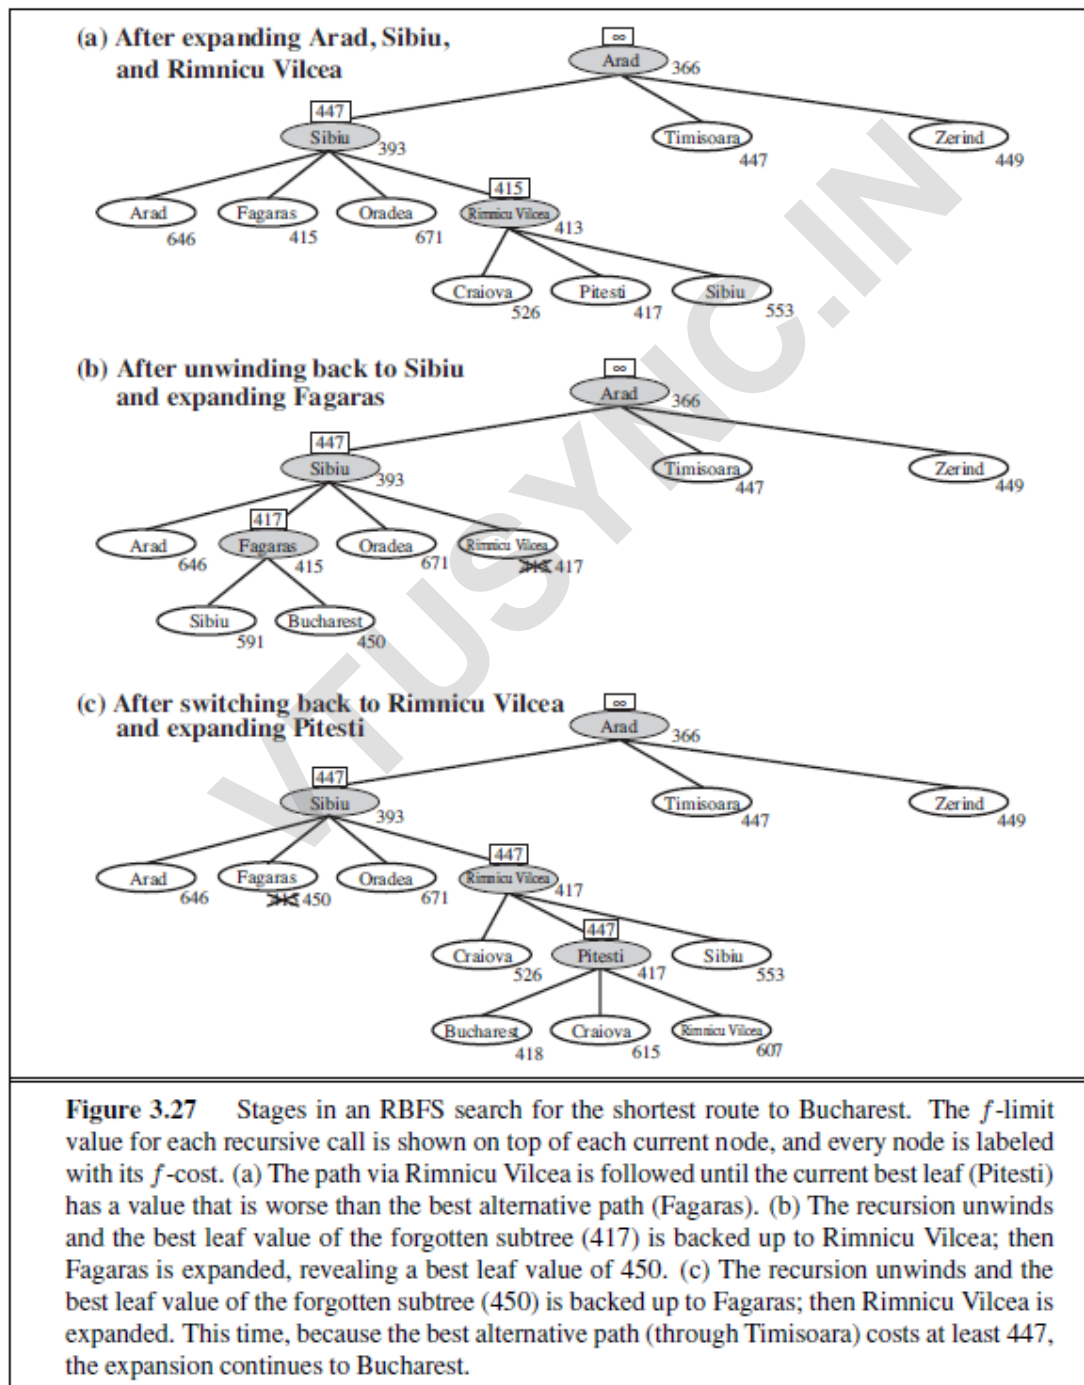 (a) After expanding Arad, Sibiu,
and Rimnicu Vilcea
∞
Arad
366
447
Sibiu
393
Timisoara
447
Zerind
449
Arad
646
Fagaras
415
Oradea
671
415
Rimnicu Vilcea
413
Craiova
526
Pitesti
417
Sibiu
553
(b) After unwinding back to Sibiu
and expanding Fagaras
∞
Arad
366
447
Sibiu
393
Timisoara
447
Zerind
449
Arad
646
417
Fagaras
415
Oradea
671
Rimnicu Vilcea
417
Sibiu
591
Bucharest
450
(c) After switching back to Rimnicu Vilcea
and expanding Pitesti
∞
Arad
366
447
Sibiu
393
Timisoara
447
Zerind
449
Arad
646
Fagaras
450
Oradea
671
447
Rimnicu Vilcea
417
Craiova
526
447
Pitesti
417
Sibiu
553
Bucharest
418
Craiova
615
Rimnicu Vilcea
607
VTUSYNC.IN
Figure 3.27 Stages in an RBFS search for the shortest route to Bucharest. The f-limit
value for each recursive call is shown on top of each current node, and every node is labeled
with its f-cost. (a) The path via Rimnicu Vilcea is followed until the current best leaf (Pitesti)
has a value that is worse than the best alternative path (Fagaras). (b) The recursion unwinds
and the best leaf value of the forgotten subtree (417) is backed up to Rimnicu Vilcea; then
Fagaras is expanded, revealing a best leaf value of 450. (c) The recursion unwinds and the
best leaf value of the forgotten subtree (450) is backed up to Fagaras; then Rimnicu Vilcea is
expanded. This time, because the best alternative path (through Timisoara) costs at least 447,
the expansion continues to Bucharest.